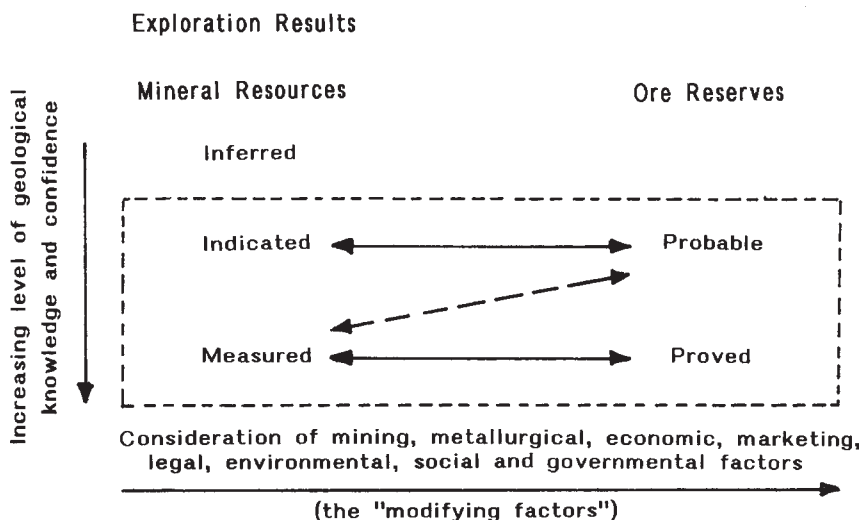 Exploration Results
Mineral Resources
Ore Reserves
Increasing level of geological
knowledge and confidence
Inferred
Indicated
Probable
Measured
Proved
Consideration of mining, metallurgical, economic, marketing,
legal, environmental, social and governmental factors
(the "modifying factors")